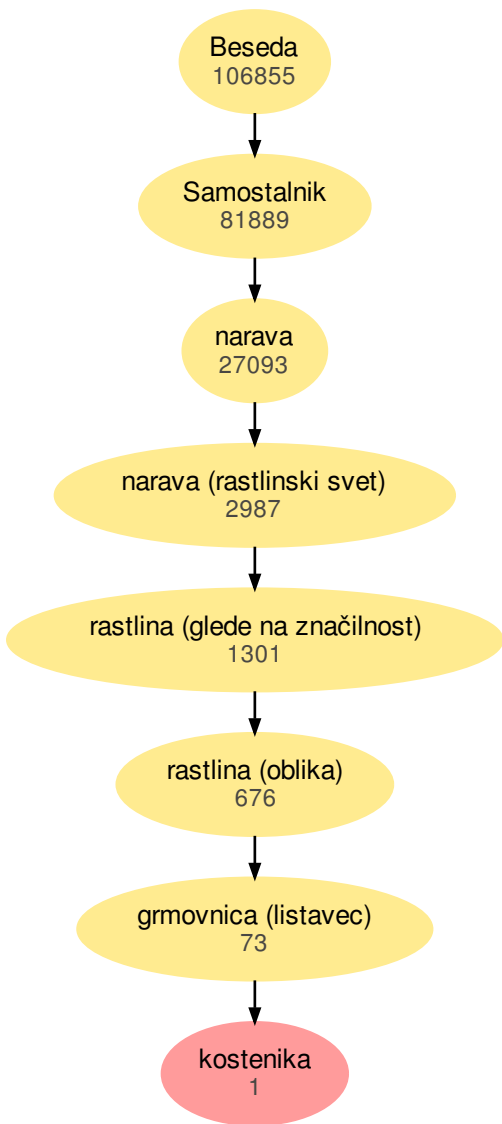 Beseda
106855
Samostalnik
81889
narava
27093
narava (rastlinski svet)
2987
rastlina (glede na značilnost)
1301
rastlina (oblika)
676
grmovnica (listavec)
73
kostenika
1